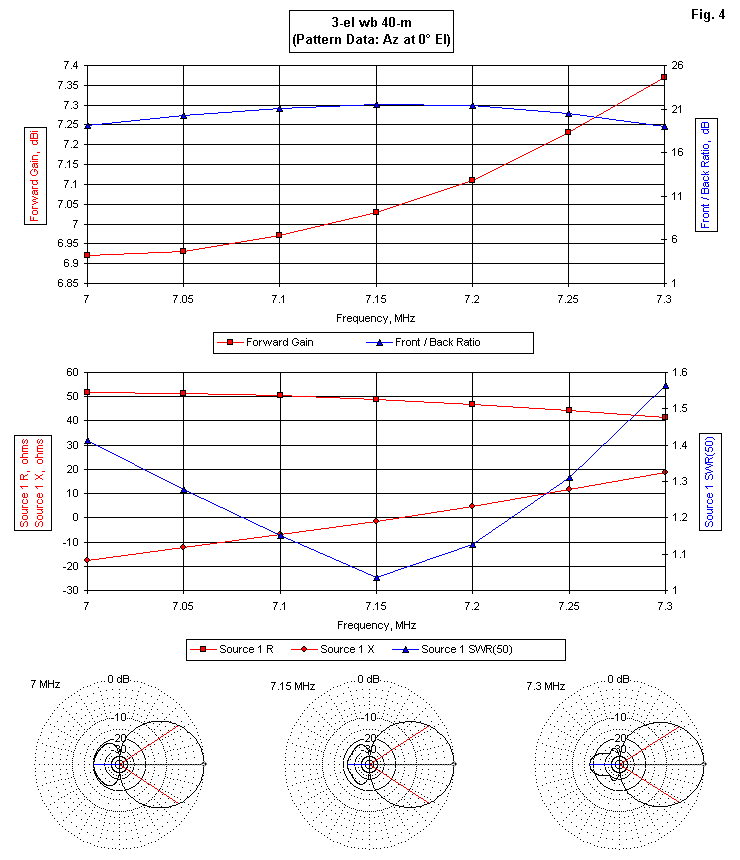 Fig. 4
3-el wb 40-m
(Pattern Data: Az at 0° El)
7.4
7.35
7.3
7.25
7.2
7.15
7.1
7.05
7
6.95
6.9
6.85
Forward Gain, dBi
26
21
16
11
6
1
Front / Back Ratio, dB
7 7.05 7.1 7.15 7.2 7.25 7.3
Frequency, MHz
Forward Gain Front / Back Ratio
60
50
40
30
20
10
0
-10
-20
-30
Source 1 R, ohms
Source 1 X, ohms
1.6
1.5
1.4
1.3
1.2
1.1
1
Source 1 SWR(50)
7 7.05 7.1 7.15 7.2 7.25 7.3
Frequency, MHz
Source 1 R Source 1 X Source 1 SWR(50)
7 MHz
0 dB
-10
-20
-30
7.15 MHz
0 dB
-10
-20
-30
7.3 MHz
0 dB
-10
-20
-30